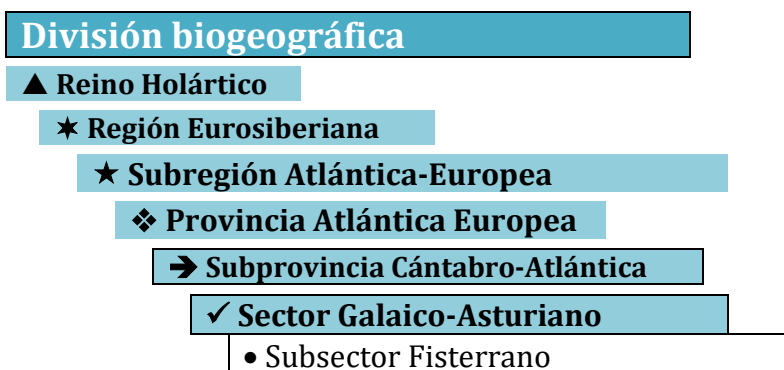 División biogeográfica
▲ Reino Holártico
✶ Región Eurosiberiana
★ Subregión Atlántica-Europea
❖ Provincia Atlántica Europea
➔ Subprovincia Cántabro-Atlántica
✓ Sector Galaico-Asturiano
• Subsector Fisterrano